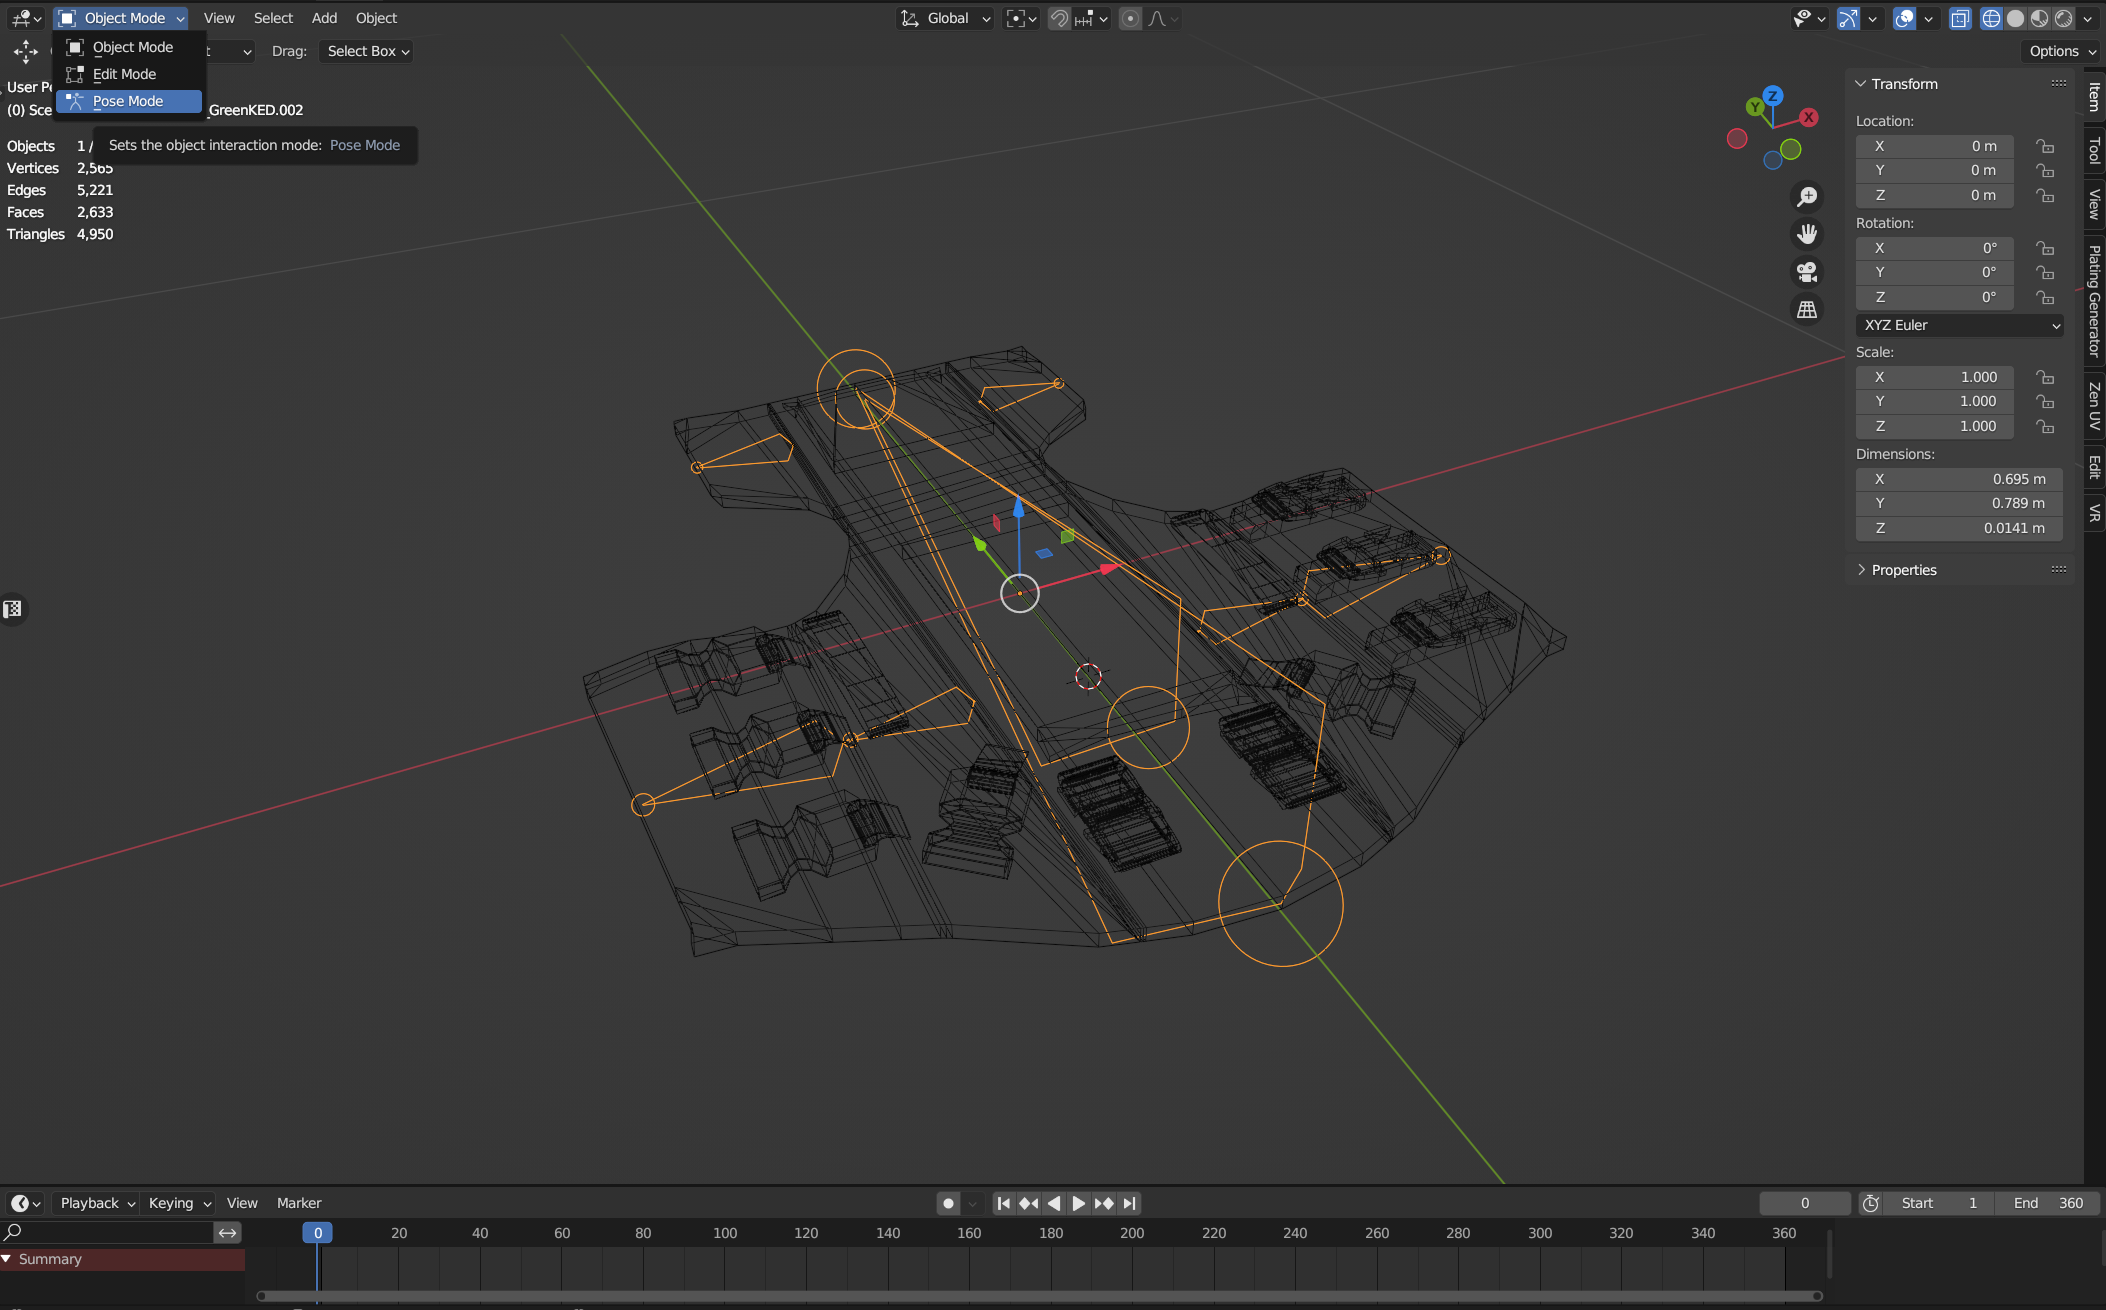 Object Mode View Select Add Object Global
Object Mode
Edit Mode
Pose Mode
t Drag: Select Box Options
User Pe
(0) Sce GreenKED.002
Sets the object interaction mode: Pose Mode
Objects 1 /
Vertices 2,565
Edges 5,221
Faces 2,633
Triangles 4,950
Z
Y
X
Transform
Location:
X 0 m
Y 0 m
Z 0 m
Rotation:
X 0°
Y 0°
Z 0°
XYZ Euler
Scale:
X 1.000
Y 1.000
Z 1.000
Dimensions:
X 0.695 m
Y 0.789 m
Z 0.0141 m
Properties
Item
Tool
View
Plating Generator
Zen UV
Edit
VR
Playback Keying View Marker 0 Start 1 End 360
0 20 40 60 80 100 120 140 160 180 200 220 240 260 280 300 320 340 360
Summary